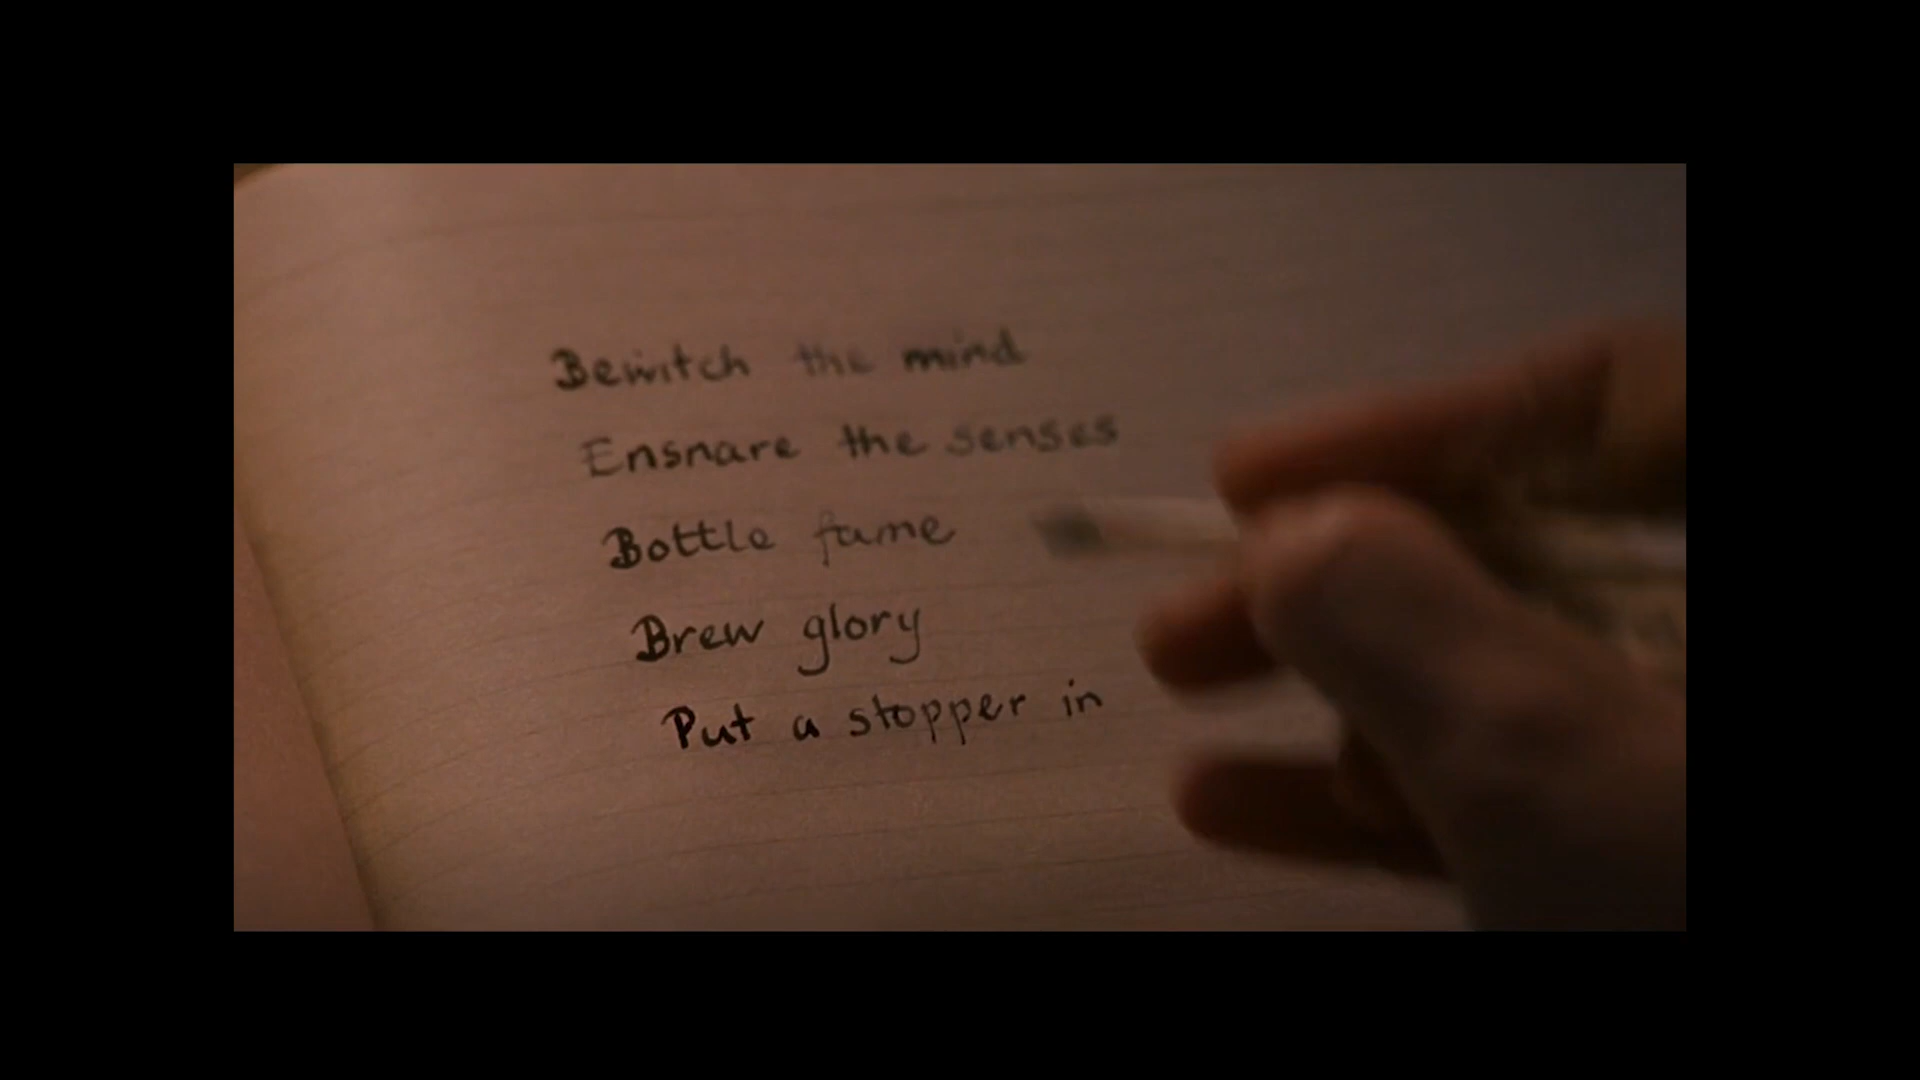 Bewitch the mind
Ensnare the senses
Bottle fame
Brew glory
Put a stopper in